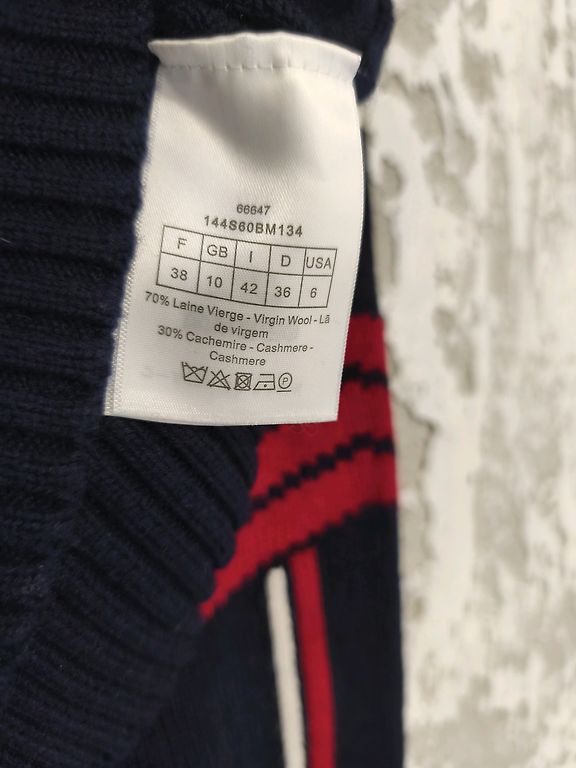 66647
144S60BM134
F GB I D USA
38 10 42 36 6
70% Laine Vierge - Virgin Wool - Lã
de virgem
30% Cachemire - Cashmere -
Cashmere
P